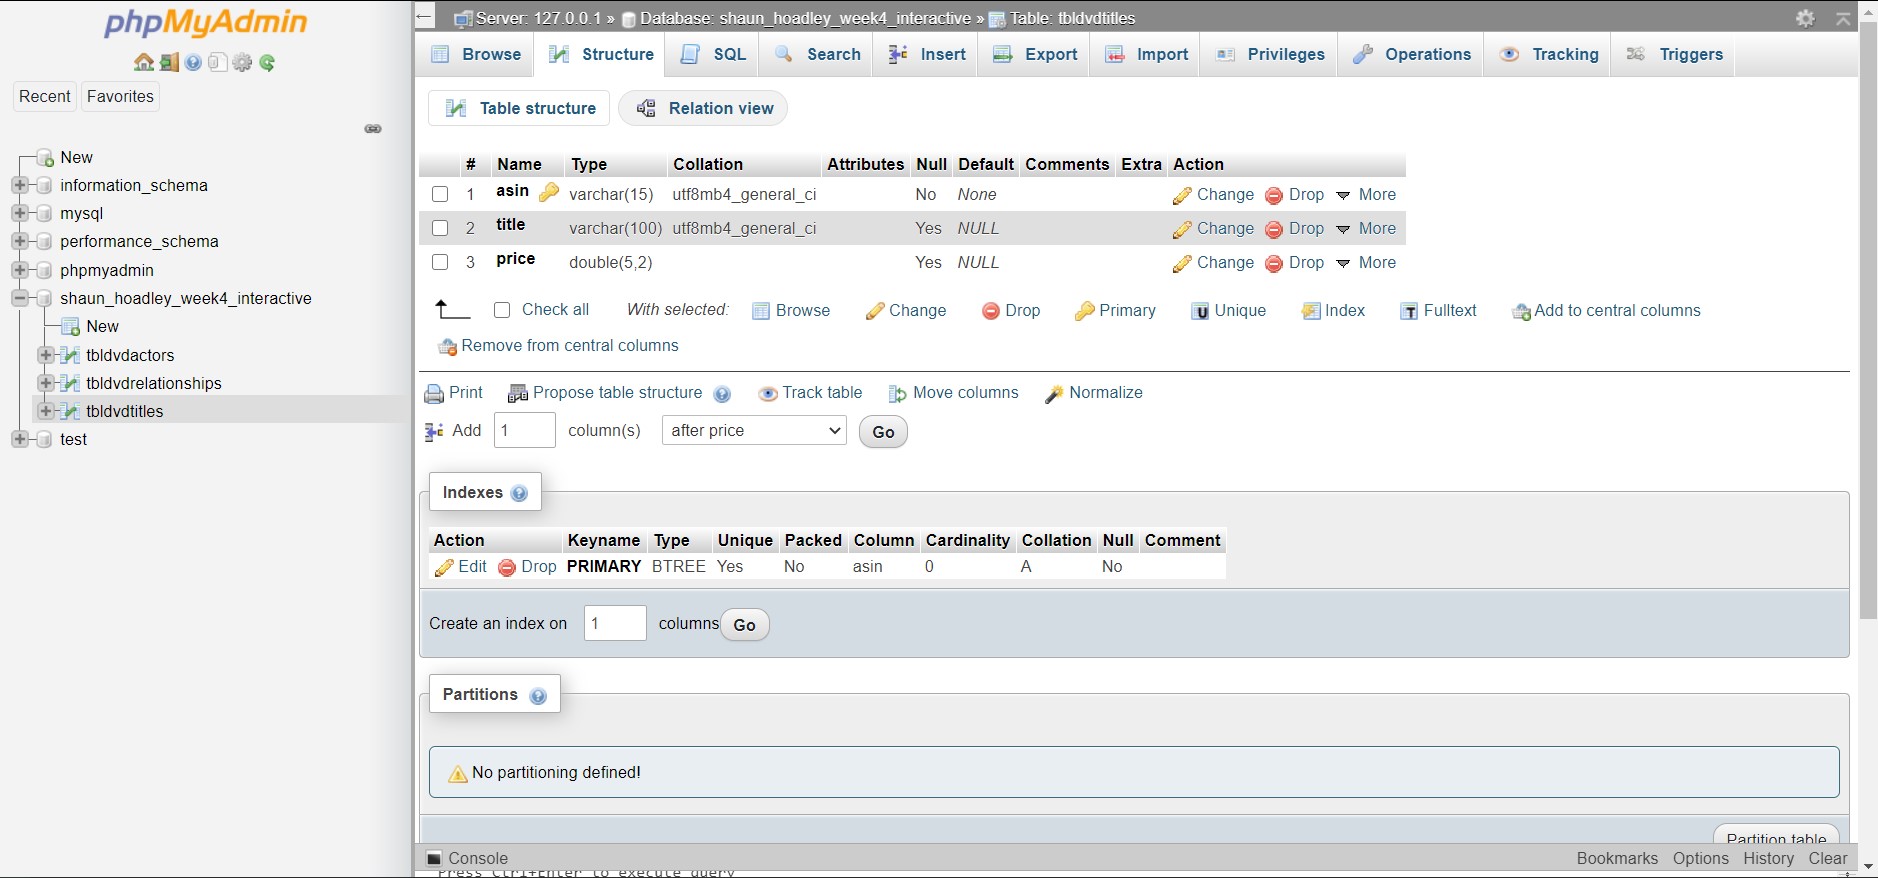 phpMyAdmin
Recent Favorites
New
information_schema
mysql
performance_schema
phpmyadmin
shaun_hoadley_week4_interactive
New
tbldvdactors
tbldvdrelationships
tbldvdtitles
test
Server: 127.0.0.1 » Database: shaun_hoadley_week4_interactive » Table: tbldvdtitles
Browse Structure SQL Search Insert Export Import Privileges Operations Tracking Triggers
Table structure Relation view
# Name Type Collation Attributes Null Default Comments Extra Action
1 asin varchar(15) utf8mb4_general_ci No None Change Drop More
2 title varchar(100) utf8mb4_general_ci Yes NULL Change Drop More
3 price double(5,2) Yes NULL Change Drop More
Check all With selected: Browse Change Drop Primary Unique Index Fulltext Add to central columns
Remove from central columns
Print Propose table structure Track table Move columns Normalize
Add 1 column(s) after price Go
Indexes
Action Keyname Type Unique Packed Column Cardinality Collation Null Comment
Edit Drop PRIMARY BTREE Yes No asin 0 A No
Create an index on 1 columns Go
Partitions
No partitioning defined!
Partition table
Console Bookmarks Options History Clear
Press Ctrl+Enter to execute query